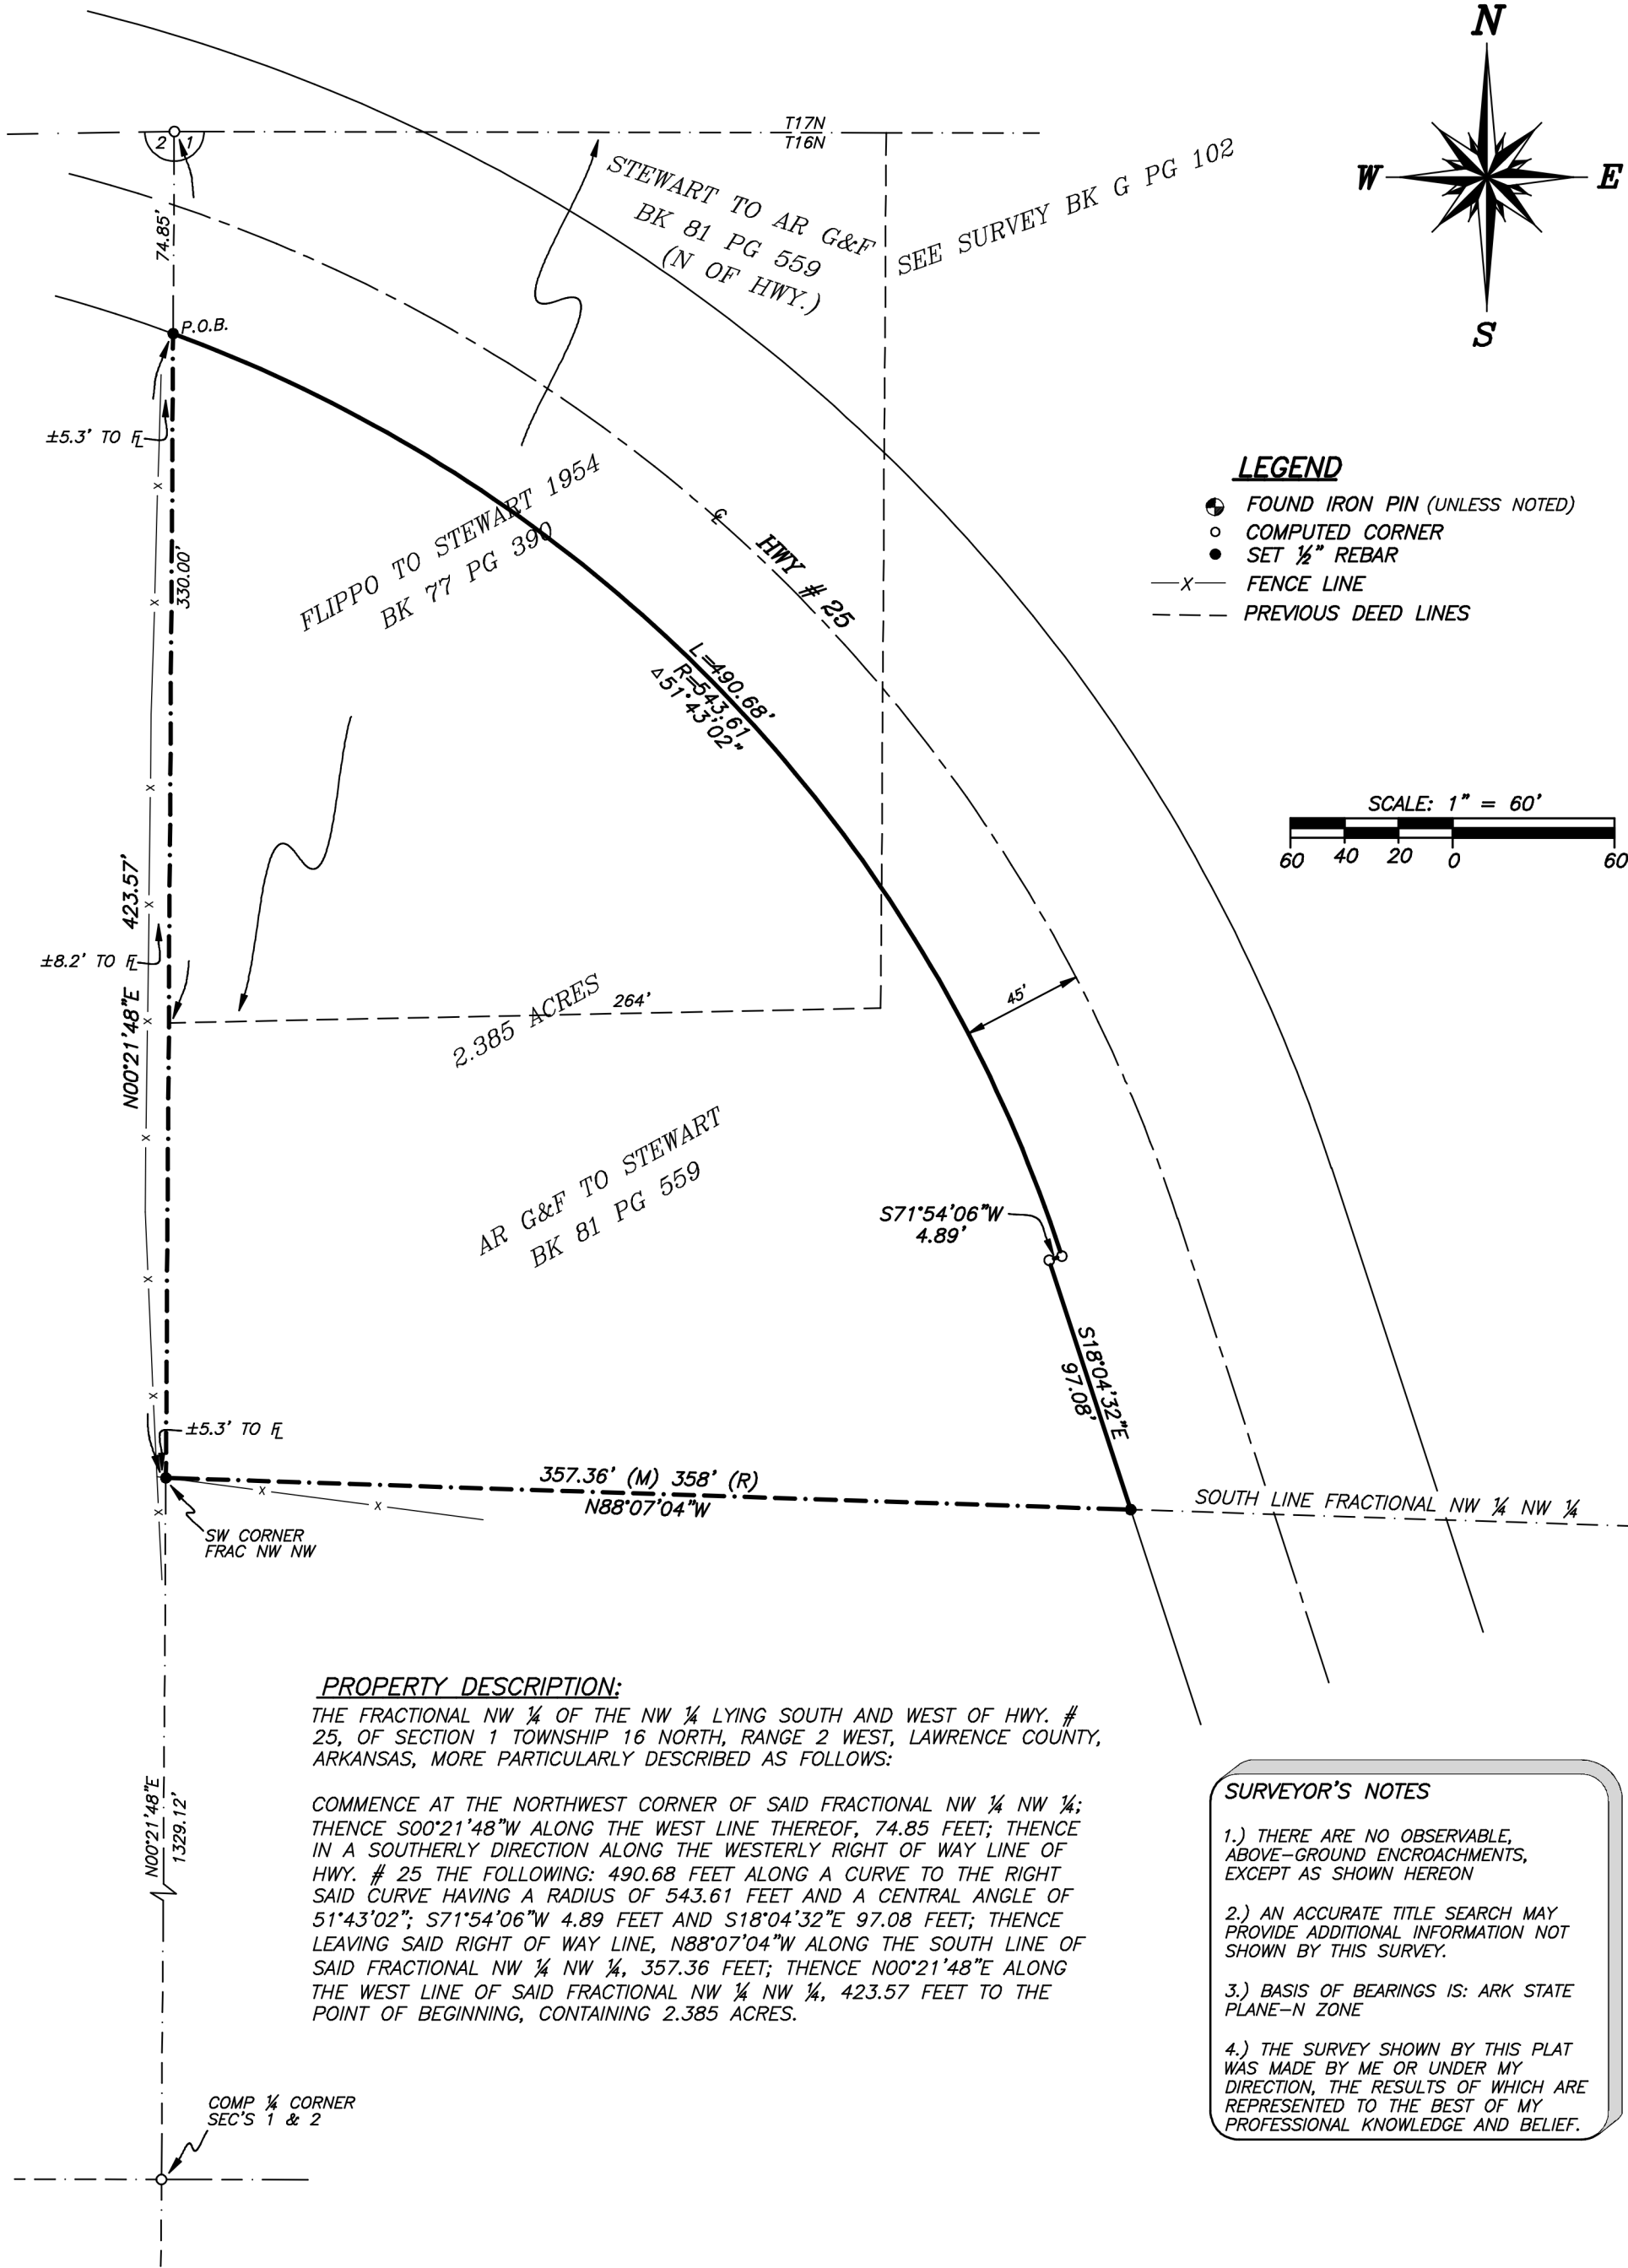 N
W
E
S
T17N
T16N
2 1
74.85'
STEWART TO AR G&F
BK 81 PG 559
(N OF HWY.)
SEE SURVEY BK G PG 102
P.O.B.
±5.3' TO FL
330.00'
FLIPPO TO STEWART 1954
BK 77 PG 390
℄
HWY # 25
L=490.68'
R=543.61
Δ51°43'02"
LEGEND
FOUND IRON PIN (UNLESS NOTED)
COMPUTED CORNER
SET ½" REBAR
X FENCE LINE
PREVIOUS DEED LINES
SCALE: 1" = 60'
60 40 20 0 60
N00°21'48"E 423.57'
±8.2' TO FL
264'
2.385 ACRES
45'
AR G&F TO STEWART
BK 81 PG 559
S71°54'06"W
4.89'
S18°04'32"E
97.08'
±5.3' TO FL
357.36' (M) 358' (R)
N88°07'04"W
SOUTH LINE FRACTIONAL NW ¼ NW ¼
SW CORNER
FRAC NW NW
N00°21'48"E
1329.12'
PROPERTY DESCRIPTION:
THE FRACTIONAL NW ¼ OF THE NW ¼ LYING SOUTH AND WEST OF HWY. #
25, OF SECTION 1 TOWNSHIP 16 NORTH, RANGE 2 WEST, LAWRENCE COUNTY,
ARKANSAS, MORE PARTICULARLY DESCRIBED AS FOLLOWS:
COMMENCE AT THE NORTHWEST CORNER OF SAID FRACTIONAL NW ¼ NW ¼;
THENCE S00°21'48"W ALONG THE WEST LINE THEREOF, 74.85 FEET; THENCE
IN A SOUTHERLY DIRECTION ALONG THE WESTERLY RIGHT OF WAY LINE OF
HWY. # 25 THE FOLLOWING: 490.68 FEET ALONG A CURVE TO THE RIGHT
SAID CURVE HAVING A RADIUS OF 543.61 FEET AND A CENTRAL ANGLE OF
51°43'02"; S71°54'06"W 4.89 FEET AND S18°04'32"E 97.08 FEET; THENCE
LEAVING SAID RIGHT OF WAY LINE, N88°07'04"W ALONG THE SOUTH LINE OF
SAID FRACTIONAL NW ¼ NW ¼, 357.36 FEET; THENCE N00°21'48"E ALONG
THE WEST LINE OF SAID FRACTIONAL NW ¼ NW ¼, 423.57 FEET TO THE
POINT OF BEGINNING, CONTAINING 2.385 ACRES.
SURVEYOR'S NOTES
1.) THERE ARE NO OBSERVABLE,
ABOVE-GROUND ENCROACHMENTS,
EXCEPT AS SHOWN HEREON
2.) AN ACCURATE TITLE SEARCH MAY
PROVIDE ADDITIONAL INFORMATION NOT
SHOWN BY THIS SURVEY.
3.) BASIS OF BEARINGS IS: ARK STATE
PLANE-N ZONE
4.) THE SURVEY SHOWN BY THIS PLAT
WAS MADE BY ME OR UNDER MY
DIRECTION, THE RESULTS OF WHICH ARE
REPRESENTED TO THE BEST OF MY
PROFESSIONAL KNOWLEDGE AND BELIEF.
COMP ¼ CORNER
SEC'S 1 & 2